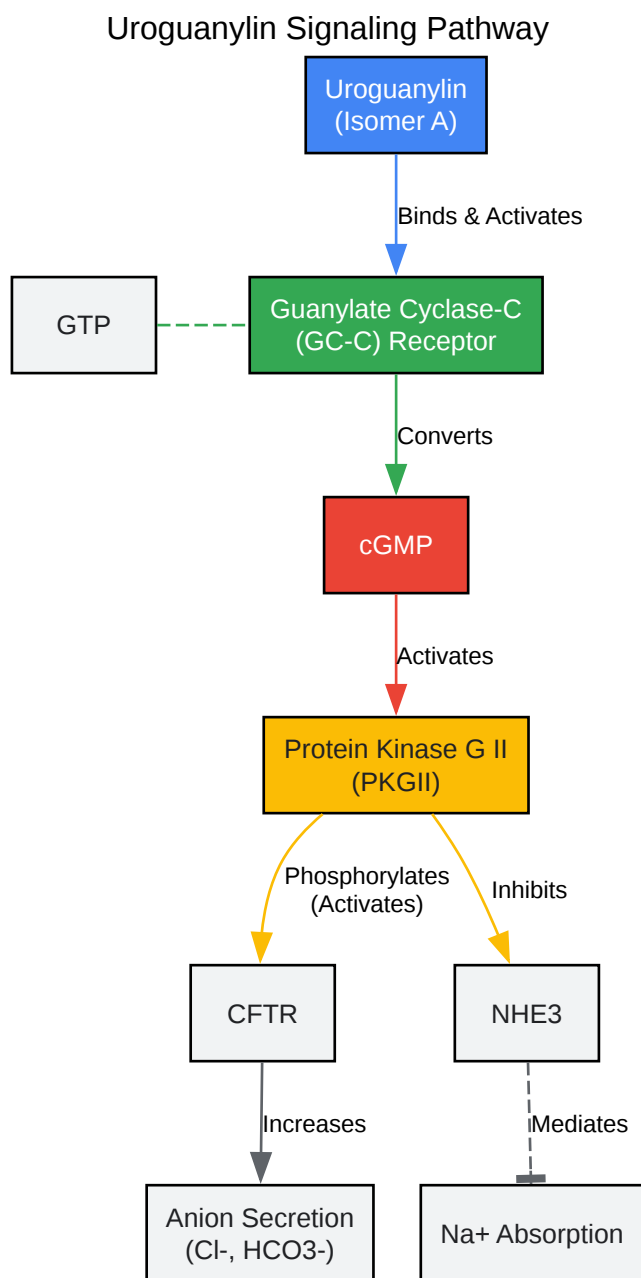 Uroguanylin Signaling Pathway
Uroguanylin
(Isomer A)
Binds & Activates
GTP
Guanylate Cyclase-C
(GC-C) Receptor
Converts
cGMP
Activates
Protein Kinase G II
(PKGII)
Phosphorylates
(Activates)
Inhibits
CFTR
NHE3
Increases
Mediates
Anion Secretion
(Cl-, HCO3-)
Na+ Absorption